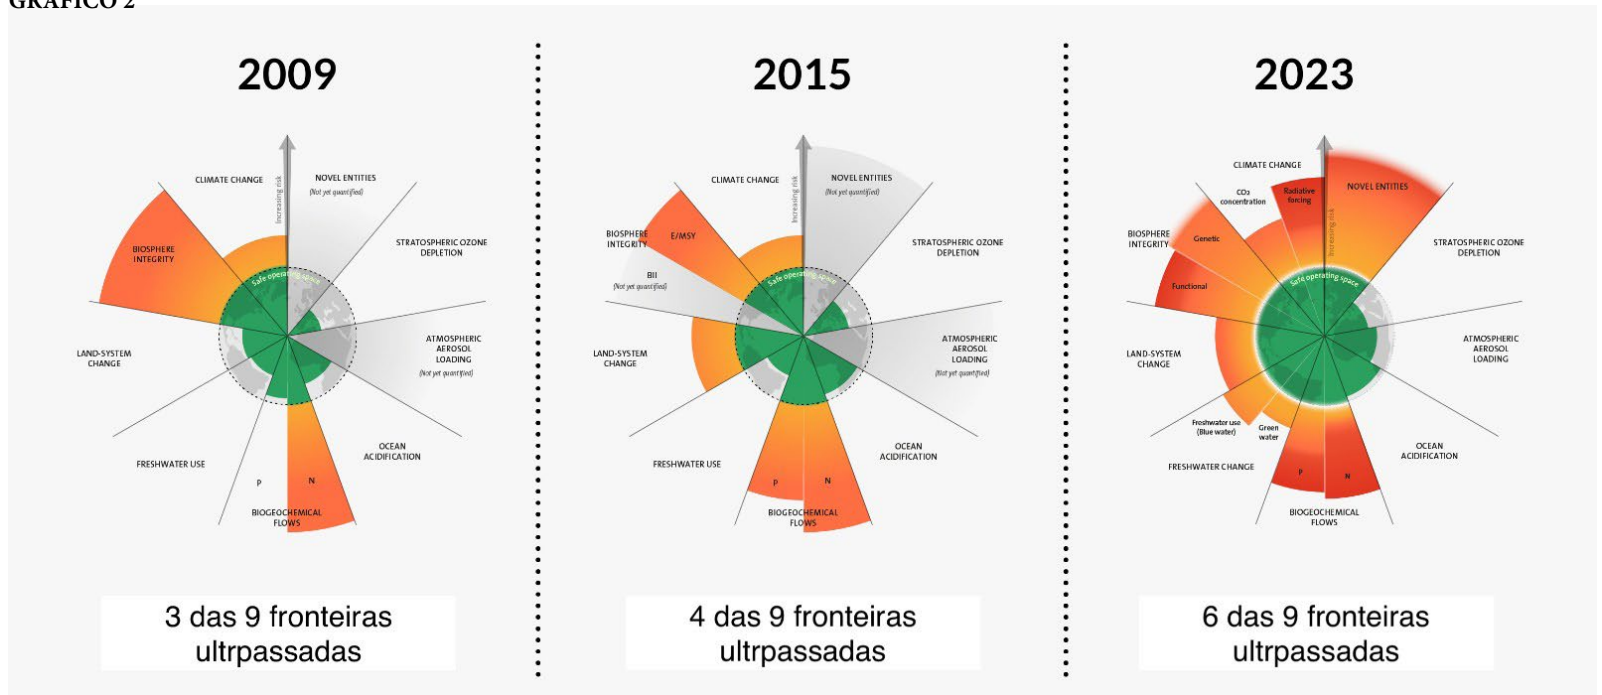 GRÁFICO 2
2009
CLIMATE CHANGE
Increasing risk
NOVEL ENTITIES
(Not yet quantified)
BIOSPHERE
INTEGRITY
STRATOSPHERIC OZONE
DEPLETION
Safe operating space
LAND-SYSTEM
CHANGE
ATMOSPHERIC
AEROSOL
LOADING
(Not yet quantified)
FRESHWATER USE
P
N
OCEAN
ACIDIFICATION
BIOGEOCHEMICAL
FLOWS
3 das 9 fronteiras
ultrpassadas
2015
CLIMATE CHANGE
Increasing risk
NOVEL ENTITIES
(Not yet quantified)
BIOSPHERE
INTEGRITY
E/MSY
STRATOSPHERIC OZONE
DEPLETION
BII
(Not yet quantified)
Safe operating space
LAND-SYSTEM
CHANGE
ATMOSPHERIC
AEROSOL
LOADING
(Not yet quantified)
FRESHWATER USE
P
N
OCEAN
ACIDIFICATION
BIOGEOCHEMICAL
FLOWS
4 das 9 fronteiras
ultrpassadas
2023
CLIMATE CHANGE
CO₂
concentration
Radiative
forcing
Increasing risk
NOVEL ENTITIES
BIOSPHERE
INTEGRITY
Genetic
STRATOSPHERIC OZONE
DEPLETION
Functional
Safe operating space
LAND-SYSTEM
CHANGE
ATMOSPHERIC
AEROSOL
LOADING
Freshwater use
(Blue water)
Green
water
FRESHWATER CHANGE
P
N
OCEAN
ACIDIFICATION
BIOGEOCHEMICAL
FLOWS
6 das 9 fronteiras
ultrpassadas